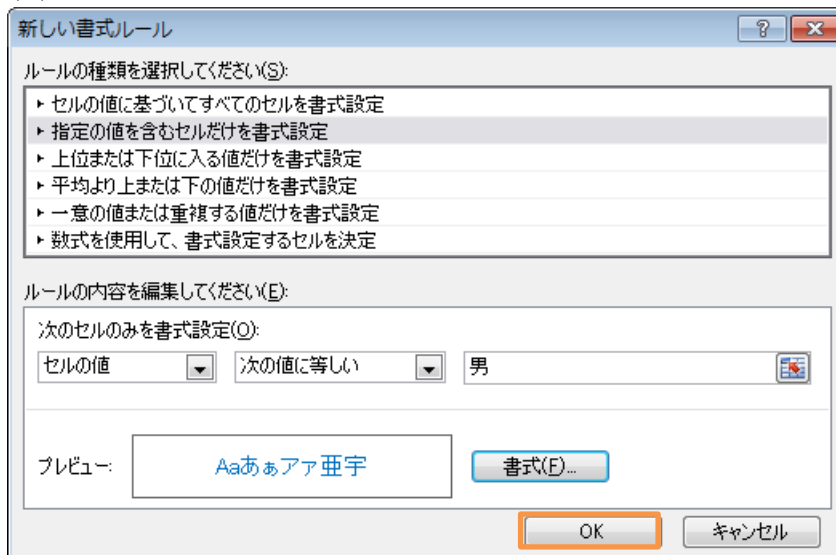 新しい書式ルール
ルールの種類を選択してください(S):
セルの値に基づいてすべてのセルを書式設定
指定の値を含むセルだけを書式設定
上位または下位に入る値だけを書式設定
平均より上または下の値だけを書式設定
一意の値または重複する値だけを書式設定
数式を使用して、書式設定するセルを決定
ルールの内容を編集してください(E):
次のセルのみを書式設定(O):
セルの値 次の値に等しい 男
プレビュー: Aaあぁアァ亜宇 書式(F)...
OK キャンセル